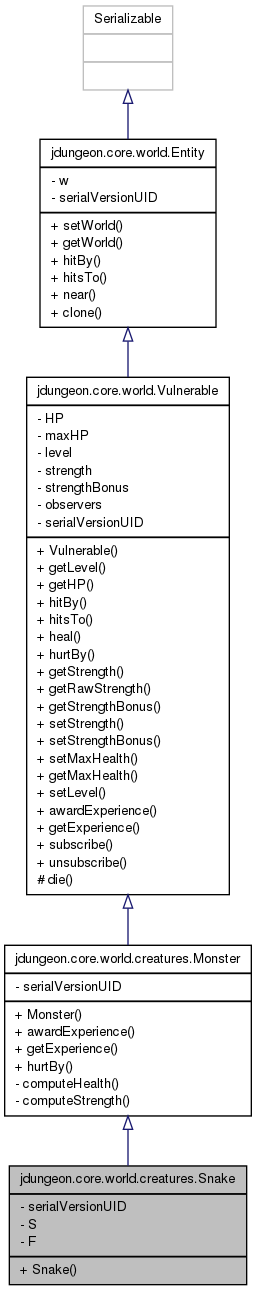 Serializable
jdungeon.core.world.Entity
- w
- serialVersionUID
+ setWorld()
+ getWorld()
+ hitBy()
+ hitsTo()
+ near()
+ clone()
jdungeon.core.world.Vulnerable
- HP
- maxHP
- level
- strength
- strengthBonus
- observers
- serialVersionUID
+ Vulnerable()
+ getLevel()
+ getHP()
+ hitBy()
+ hitsTo()
+ heal()
+ hurtBy()
+ getStrength()
+ getRawStrength()
+ getStrengthBonus()
+ setStrength()
+ setStrengthBonus()
+ setMaxHealth()
+ getMaxHealth()
+ setLevel()
+ awardExperience()
+ getExperience()
+ subscribe()
+ unsubscribe()
# die()
jdungeon.core.world.creatures.Monster
- serialVersionUID
+ Monster()
+ awardExperience()
+ getExperience()
+ hurtBy()
- computeHealth()
- computeStrength()
jdungeon.core.world.creatures.Snake
- serialVersionUID
- S
- F
+ Snake()